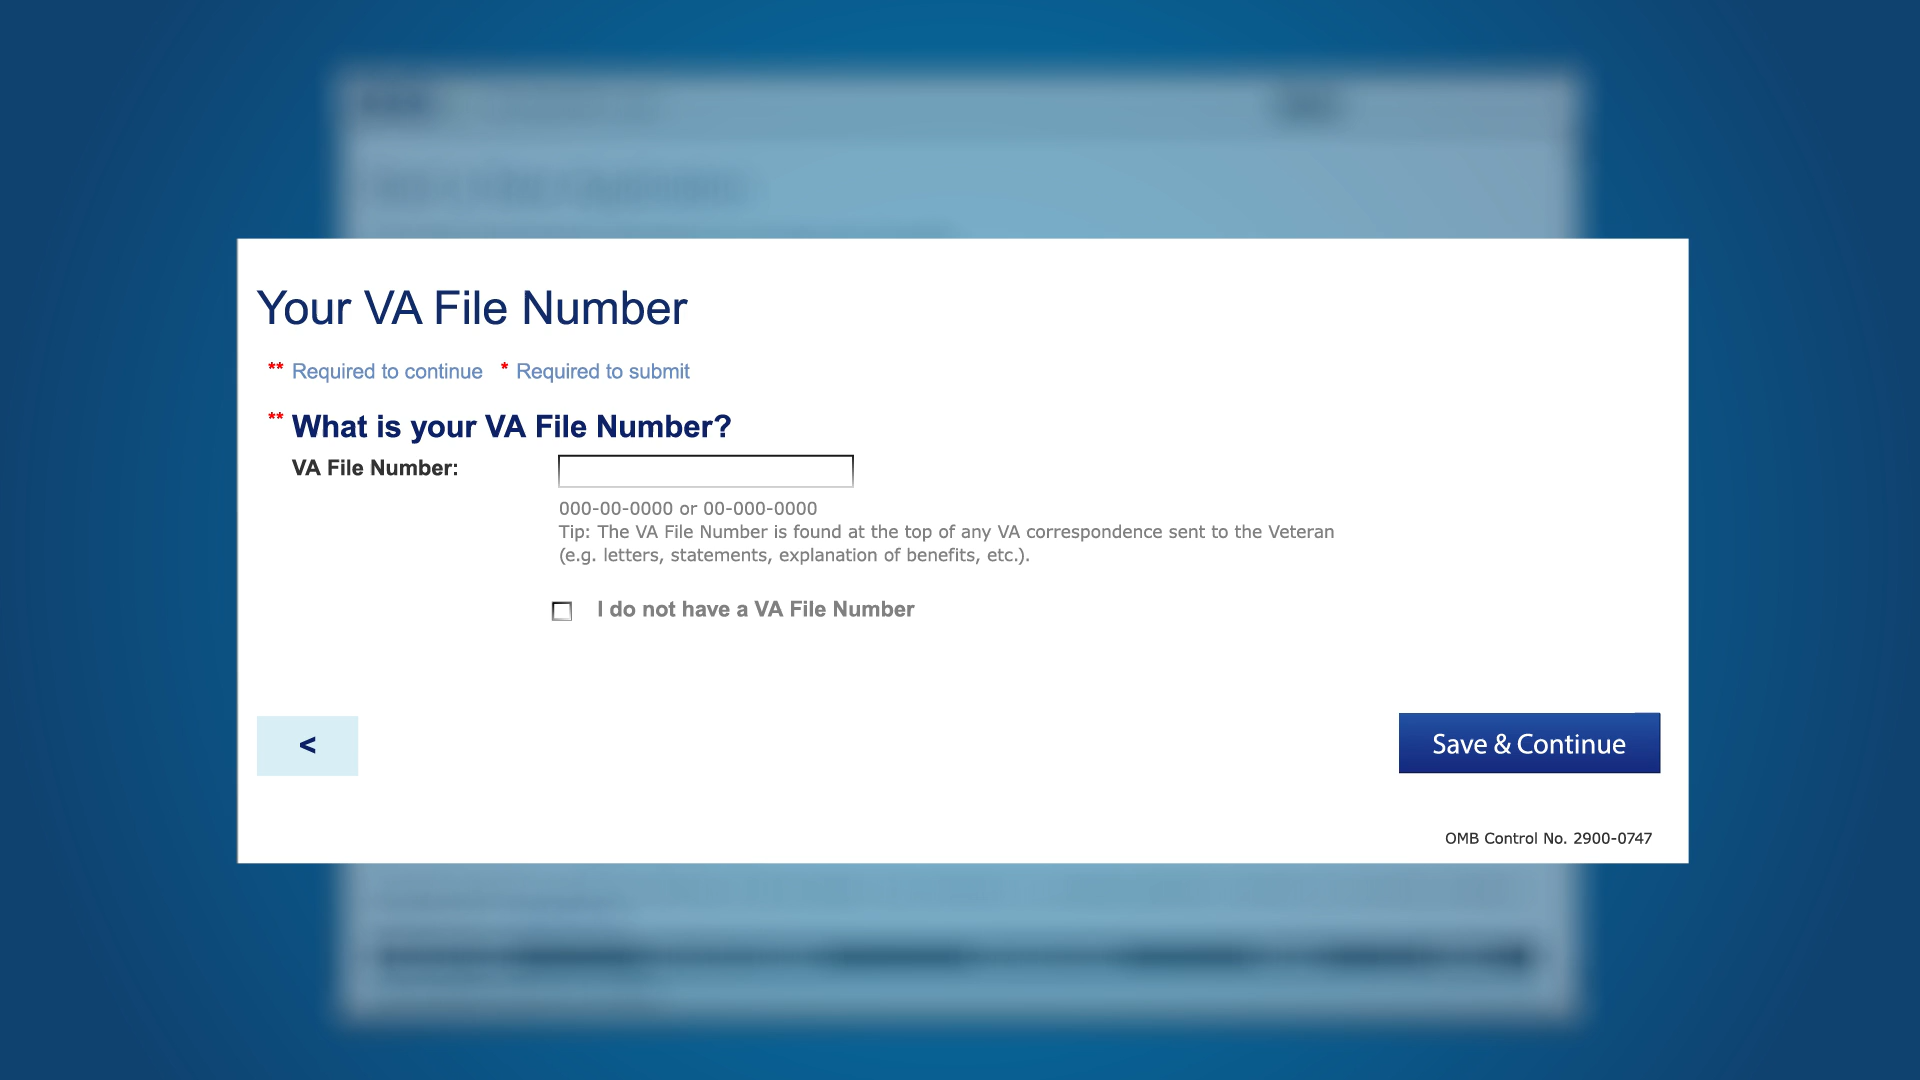 Your VA File Number
** Required to continue * Required to submit
** What is your VA File Number?
VA File Number:
000-00-0000 or 00-000-0000
Tip: The VA File Number is found at the top of any VA correspondence sent to the Veteran
(e.g. letters, statements, explanation of benefits, etc.).
I do not have a VA File Number
<
Save & Continue
OMB Control No. 2900-0747